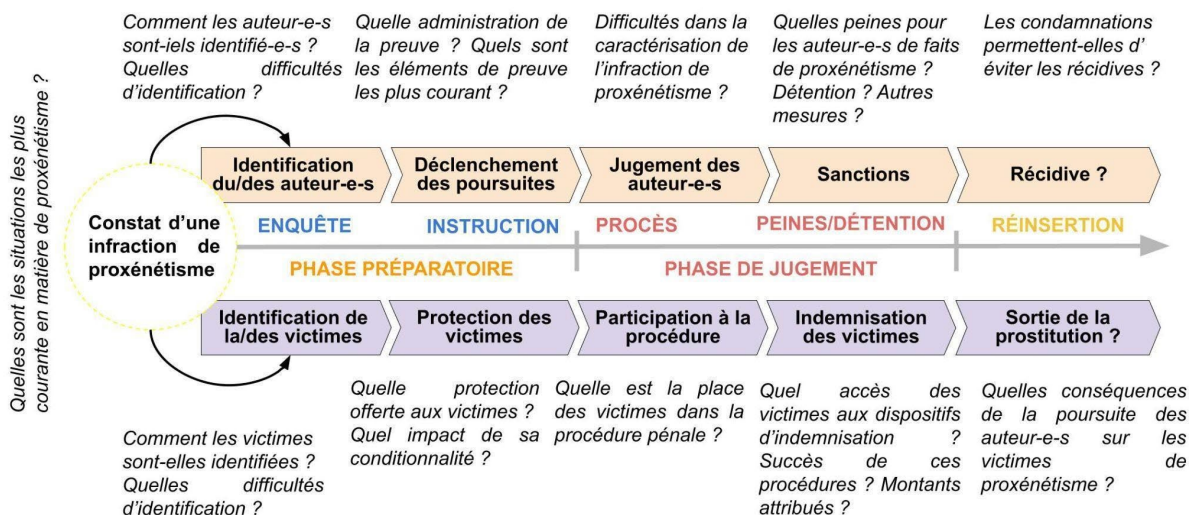 Quelles sont les situations les plus
courante en matière de proxénétisme ?
Comment les auteur-e-s
sont-iels identifié-e-s ?
Quelles difficultés
d'identification ?
Quelle administration de
la preuve ? Quels sont
les éléments de preuve
les plus courant ?
Difficultés dans la
caractérisation de
l'infraction de
proxénétisme ?
Quelles peines pour
les auteur-e-s de faits
de proxénétisme ?
Détention ? Autres
mesures ?
Les condamnations
permettent-elles d'
éviter les récidives ?
Identification
du/des auteur-e-s
Déclenchement
des poursuites
Jugement des
auteur-e-s
Sanctions
Récidive ?
Constat d'une
infraction de
proxénétisme
ENQUÊTE
INSTRUCTION
PROCÈS
PEINES/DÉTENTION
RÉINSERTION
PHASE PRÉPARATOIRE
PHASE DE JUGEMENT
Identification de
la/des victimes
Protection des
victimes
Participation à la
procédure
Indemnisation
des victimes
Sortie de la
prostitution ?
Comment les victimes
sont-elles identifiées ?
Quelles difficultés
d'identification ?
Quelle protection
offerte aux victimes ?
Quel impact de sa
conditionnalité ?
Quelle est la place
des victimes dans la
procédure pénale ?
Quel accès des
victimes aux dispositifs
d'indemnisation ?
Succès de ces
procédures ? Montants
attribués ?
Quelles conséquences
de la poursuite des
auteur-e-s sur les
victimes de
proxénétisme ?